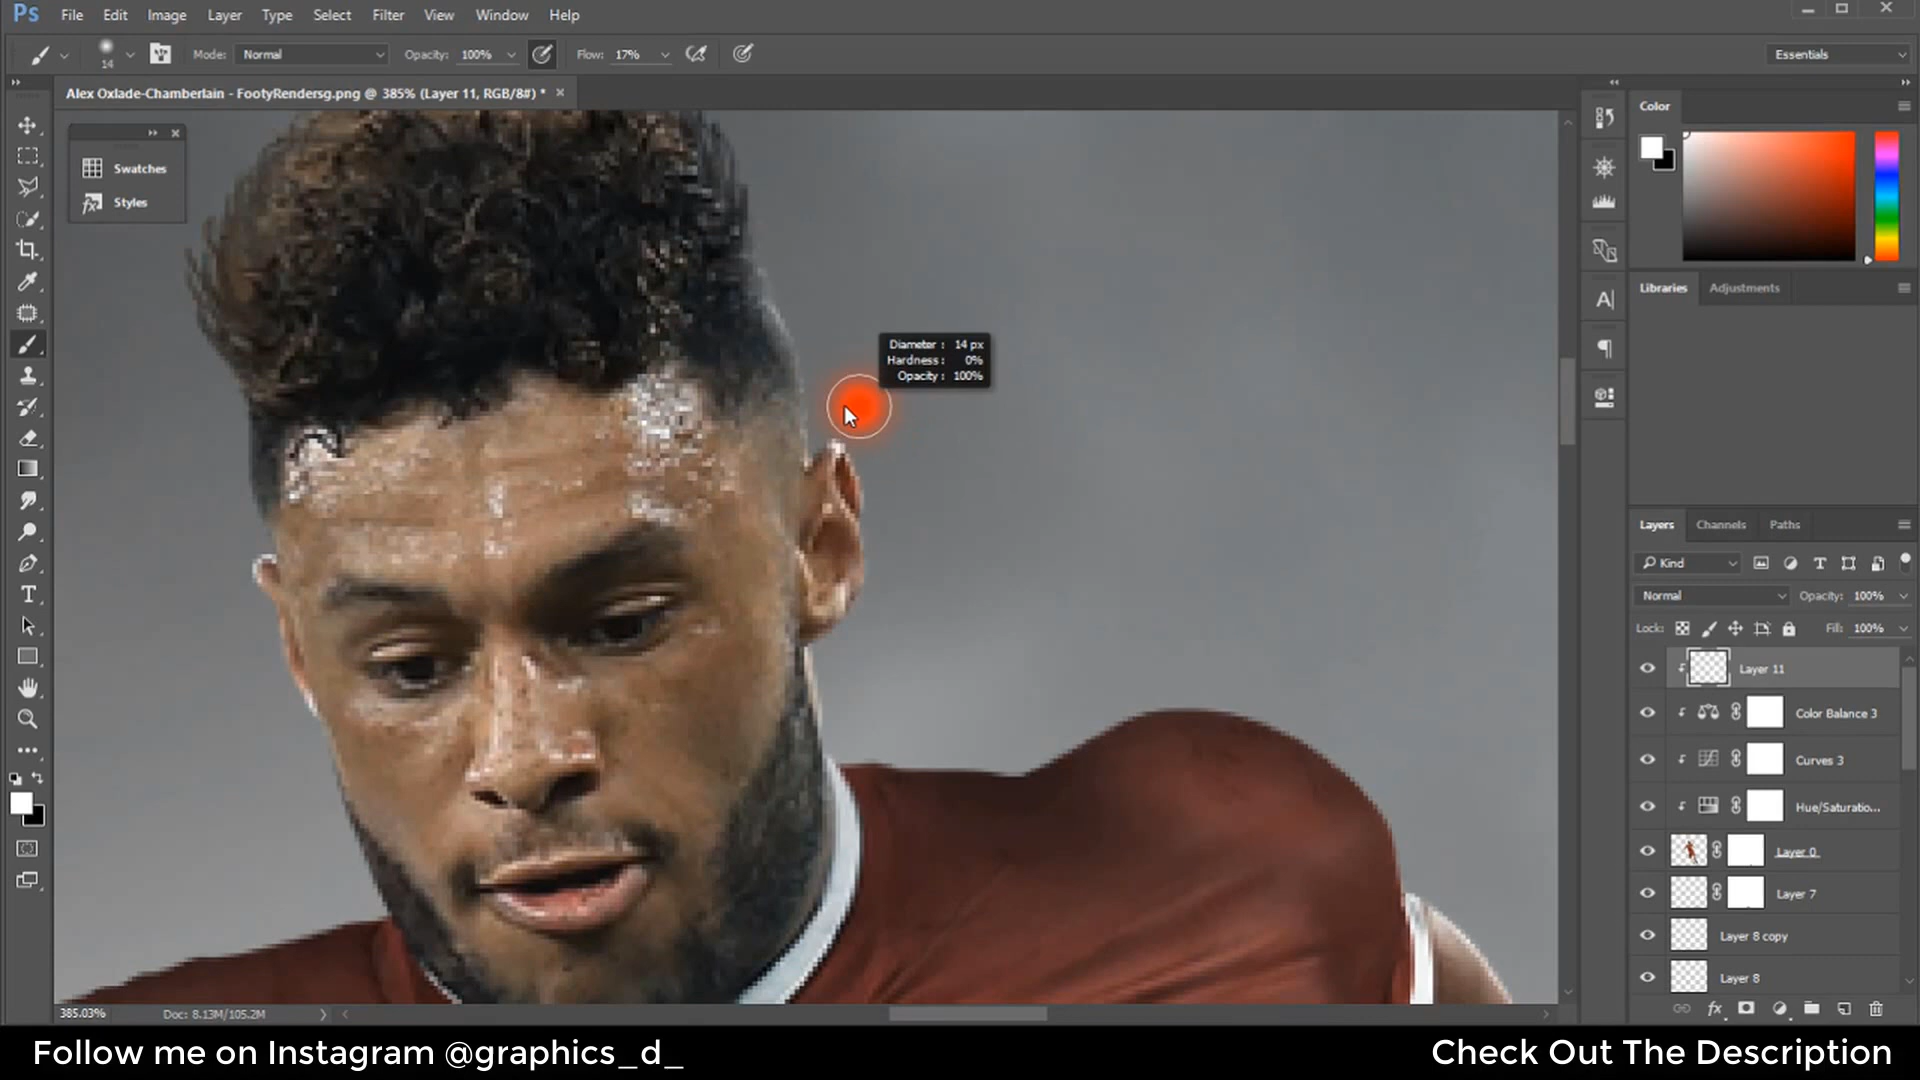 Ps File Edit Image Layer Type Select Filter View Window Help
14 Mode: Normal Opacity: 100% Flow: 17% Essentials
Alex Oxlade-Chamberlain - FootyRendersg.png @ 385% (Layer 11, RGB/8#) * ×
Color
Swatches
Styles
Libraries Adjustments
Diameter : 14 px
Hardness : 0%
Opacity : 100%
Layers Channels Paths
Kind
Normal Opacity: 100%
Lock: Fill: 100%
Layer 11
Color Balance 3
Curves 3
Hue/Saturatio...
Layer 0
Layer 7
Layer 8 copy
Layer 8
385.03% Doc: 8.13M/105.2M
Follow me on Instagram @graphics_d_ Check Out The Description